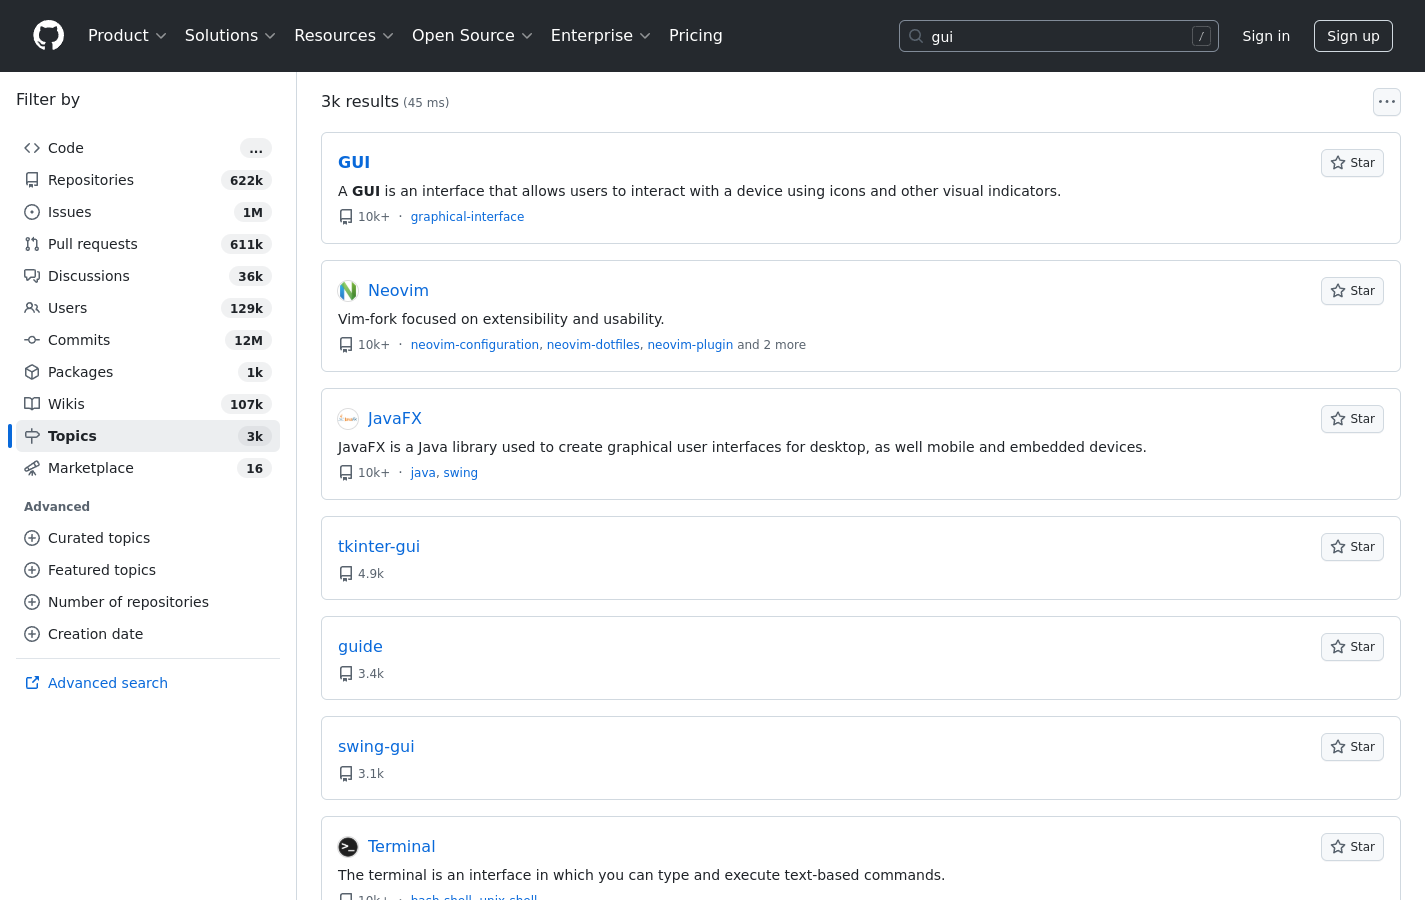 Product Solutions Resources Open Source Enterprise Pricing gui / Sign in Sign up
Filter by
Code ...
Repositories 622k
Issues 1M
Pull requests 611k
Discussions 36k
Users 129k
Commits 12M
Packages 1k
Wikis 107k
Topics 3k
Marketplace 16
Advanced
Curated topics
Featured topics
Number of repositories
Creation date
Advanced search
3k results (45 ms)
GUI Star
A GUI is an interface that allows users to interact with a device using icons and other visual indicators.
10k+ · graphical-interface
Neovim Star
Vim-fork focused on extensibility and usability.
10k+ · neovim-configuration, neovim-dotfiles, neovim-plugin and 2 more
JavaFX Star
JavaFX is a Java library used to create graphical user interfaces for desktop, as well mobile and embedded devices.
10k+ · java, swing
tkinter-gui Star
4.9k
guide Star
3.4k
swing-gui Star
3.1k
Terminal Star
The terminal is an interface in which you can type and execute text-based commands.
10k+ · bash-shell, unix-shell